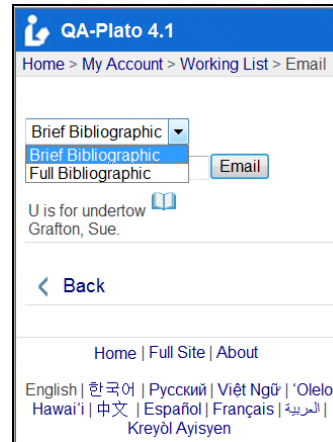 QA-Plato 4.1
Home > My Account > Working List > Email
Brief Bibliographic
Brief Bibliographic
Full Bibliographic
Email
U is for undertow
Grafton, Sue.
Back
Home | Full Site | About
English | 한국어 | Русский | Việt Ngữ | 'Olelo
Hawai'i | 中文 | Español | Français | العربية |
Kreyòl Ayisyen